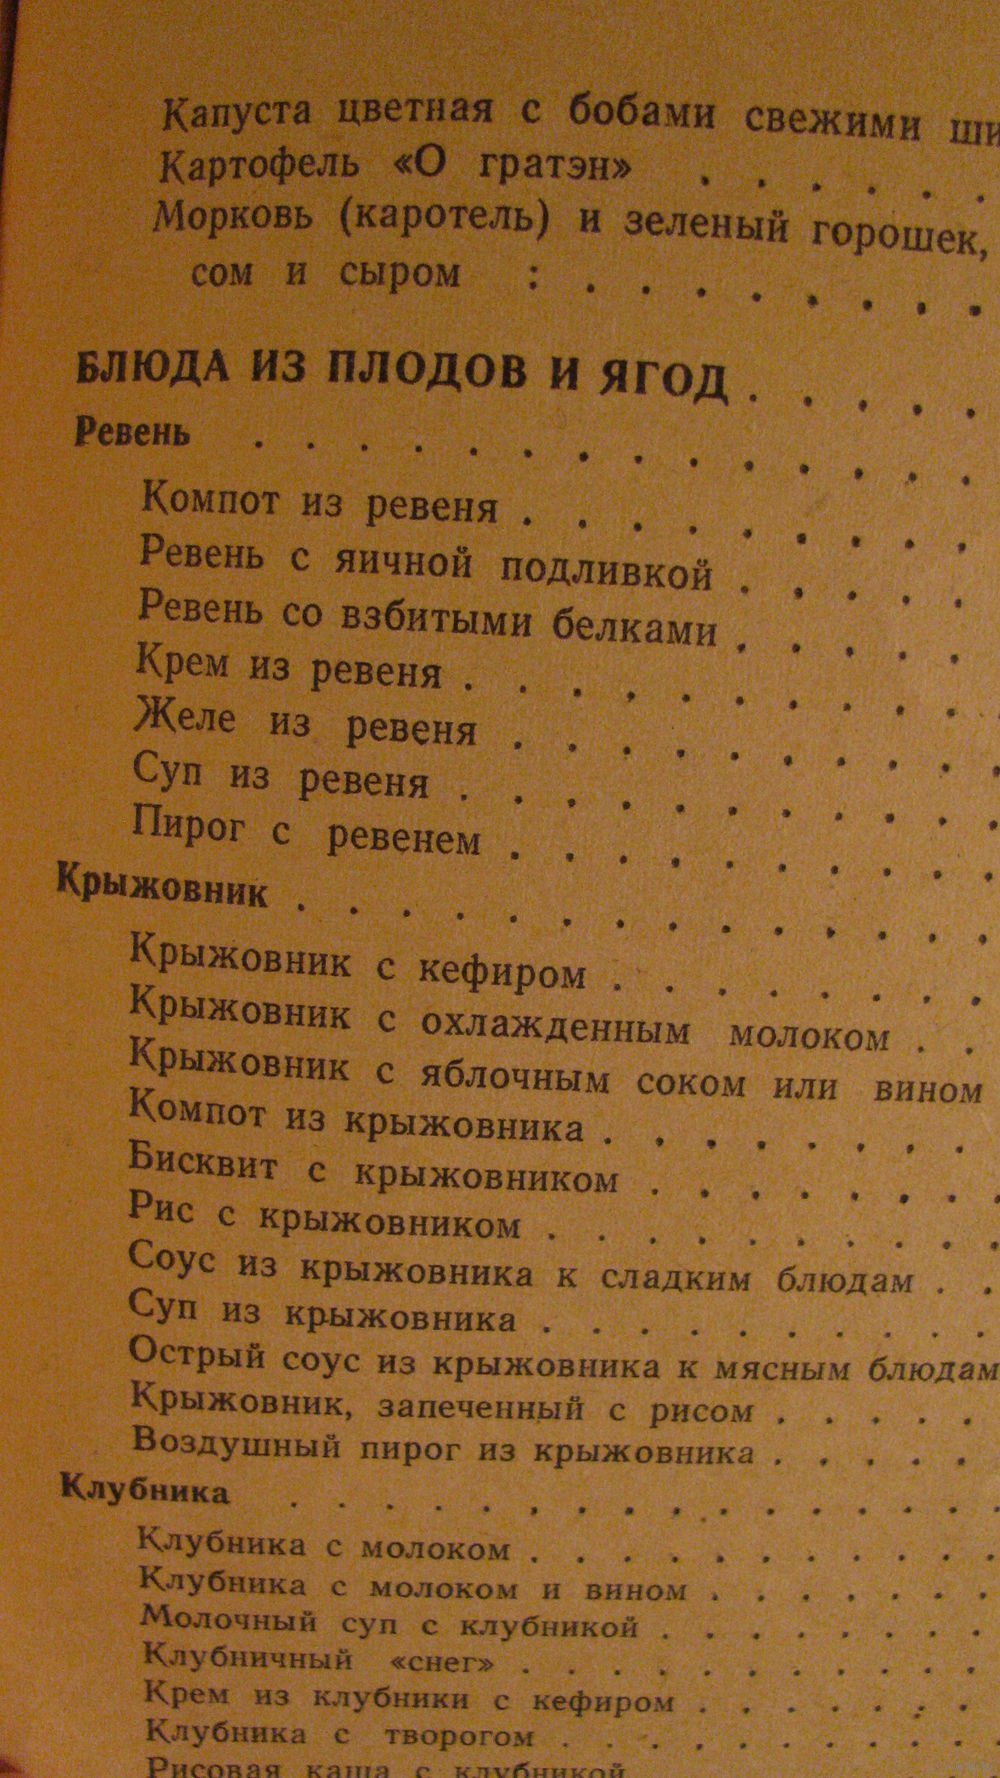 Капуста цветная с бобами свежими
Картофель «О гратэн» . . . . . .
Морковь (каротель) и зеленый горошек,
сом и сыром : . . . . . . . .
БЛЮДА ИЗ ПЛОДОВ И ЯГОД . . . . .
Ревень . . . . . . . . . . . . . .
Компот из ревеня . . . . . . . . .
Ревень с яичной подливкой . . . . .
Ревень со взбитыми белками . . . . .
Крем из ревеня . . . . . . . . . .
Желе из ревеня . . . . . . . . . .
Суп из ревеня . . . . . . . . . . .
Пирог с ревенем . . . . . . . . . .
Крыжовник . . . . . . . . . . . . . .
Крыжовник с кефиром . . . . . . . .
Крыжовник с охлажденным молоком . .
Крыжовник с яблочным соком или вином
Компот из крыжовника . . . . . . . .
Бисквит с крыжовником . . . . . . . .
Рис с крыжовником . . . . . . . . . .
Соус из крыжовника к сладким блюдам . .
Суп из крыжовника . . . . . . . . . .
Острый соус из крыжовника к мясным блюдам
Крыжовник, запеченный с рисом . . . . .
Воздушный пирог из крыжовника . . . . .
Клубника . . . . . . . . . . . . . . .
Клубника с молоком . . . . . . . . . .
Клубника с молоком и вином . . . . . .
Молочный суп с клубникой . . . . . . .
Клубничный «снег» . . . . . . . . . .
Крем из клубники с кефиром . . . . . .
Клубника с творогом . . . . . . . . .
Рисовая каша с клубникой